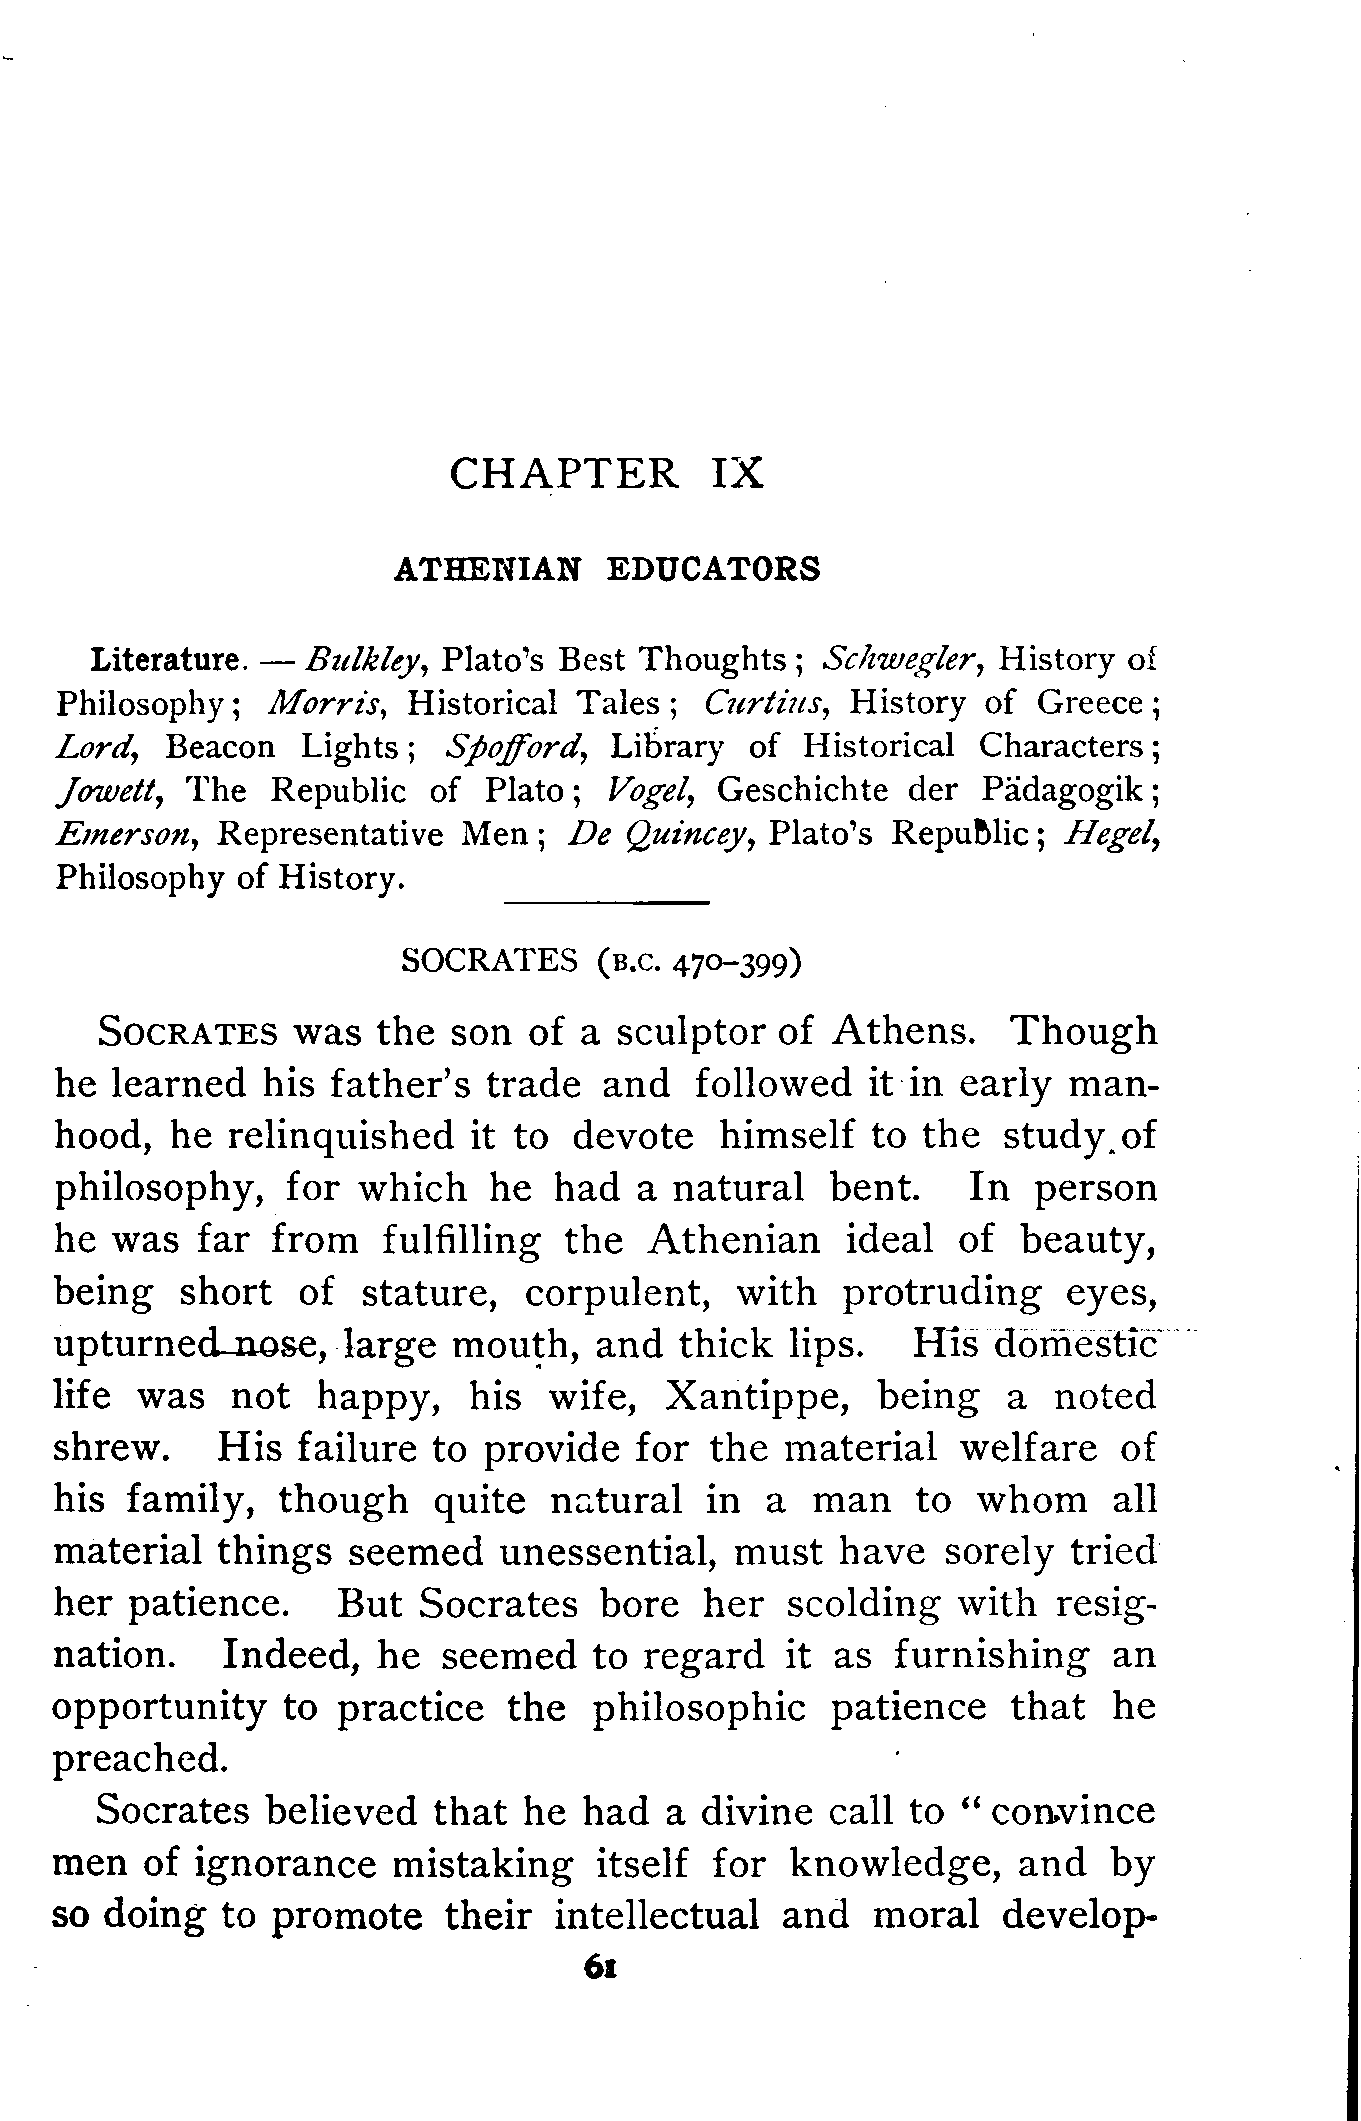 CHAPTER IX
ATHENIAN EDUCATORS
Literature. — Bulkley, Plato's Best Thoughts; Schwegler, History of
Philosophy; Morris, Historical Tales; Curtius, History of Greece;
Lord, Beacon Lights; Spofford, Library of Historical Characters;
Jowett, The Republic of Plato; Vogel, Geschichte der Pädagogik;
Emerson, Representative Men; De Quincey, Plato's Republic; Hegel,
Philosophy of History.
SOCRATES (B.C. 470–399)
SOCRATES was the son of a sculptor of Athens. Though
he learned his father's trade and followed it in early man-
hood, he relinquished it to devote himself to the study of
philosophy, for which he had a natural bent. In person
he was far from fulfilling the Athenian ideal of beauty,
being short of stature, corpulent, with protruding eyes,
upturned nose, large mouth, and thick lips. His domestic
life was not happy, his wife, Xantippe, being a noted
shrew. His failure to provide for the material welfare of
his family, though quite natural in a man to whom all
material things seemed unessential, must have sorely tried
her patience. But Socrates bore her scolding with resig-
nation. Indeed, he seemed to regard it as furnishing an
opportunity to practice the philosophic patience that he
preached.
Socrates believed that he had a divine call to "convince
men of ignorance mistaking itself for knowledge, and by
so doing to promote their intellectual and moral develop-
61